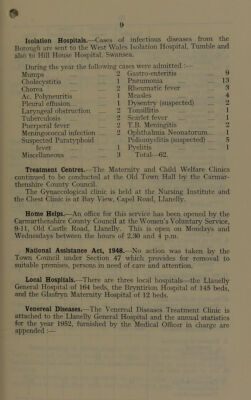 9
Isolation Hospitals.—Cases of infectious diseases from the
Borough are sent to the West Wales Isolation Hospital, Tumble and
also to Hill House Hospital, Swansea.
During the year the following cases were admitted :—
Mumps 2 Gastro-enteritis 9
Cholecystitis 1 Pneumonia 13
Chorea 2 Rheumatic fever 3
Ac. Polyneuritis 1 Measles 4
Pleural effusion 1 Dysentry (suspected) 2
Laryngeal obstruction 2 Tonsillitis 1
Tuberculosis 2 Scarlet fever 1
Puerperal fever 2 T.B. Meningitis 2
Meningococcal infection 2 Ophthalmia Neonatorum 1
Suspected Paratyphoid Poliomyelitis (suspected) 5
fever 1 Pyelitis 1
Miscellaneous 3 Total—62.
Treatment Centres.—The Maternity and Child Welfare Clinics
continued to be conducted at the Old Town Hall by the Carmar-
thenshire County Council.
The Gynaecological clinic is held at the Nursing Institute and
the Chest Clinic is at Bay View, Capel Road, Llanelly.
Home Helps.—An office for this service has been opened by the
Carmarthenshire County Council at the Women's Voluntary Service,
9-11, Old Castle Road, Llanelly. This is open on Mondays and
Wednesdays between the hours of 2.30 and 4 p.m.
National Assistance Act, 1948.—No action was taken by the
Town Council under Section 47 which provides for removal to
suitable premises, persons in need of care and attention.
Local Hospitals.—There are three local hospitals—the Llanelly
General Hospital of 164 beds, the Bryntirion Hospital of 145 beds,
and the Glasfryn Maternity Hospital of 12 beds.
Venereal Diseases.—The Venereal Diseases Treatment Clinic is
attached to the Llanelly General Hospital and the annual statistics
for the year 1952, furnished by the Medical Officer in charge are
appended :—